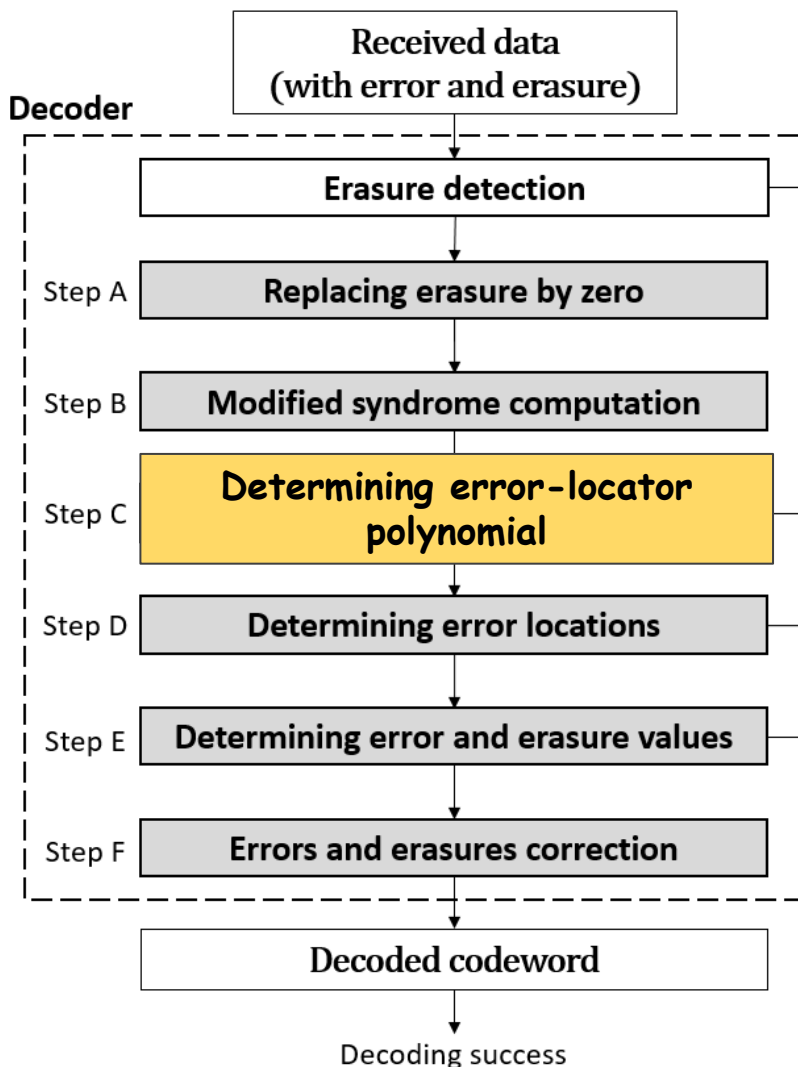 Received data
(with error and erasure)
Decoder
Erasure detection
Step A
Replacing erasure by zero
Step B
Modified syndrome computation
Step C
Determining error-locator
polynomial
Step D
Determining error locations
Step E
Determining error and erasure values
Step F
Errors and erasures correction
Decoded codeword
Decoding success